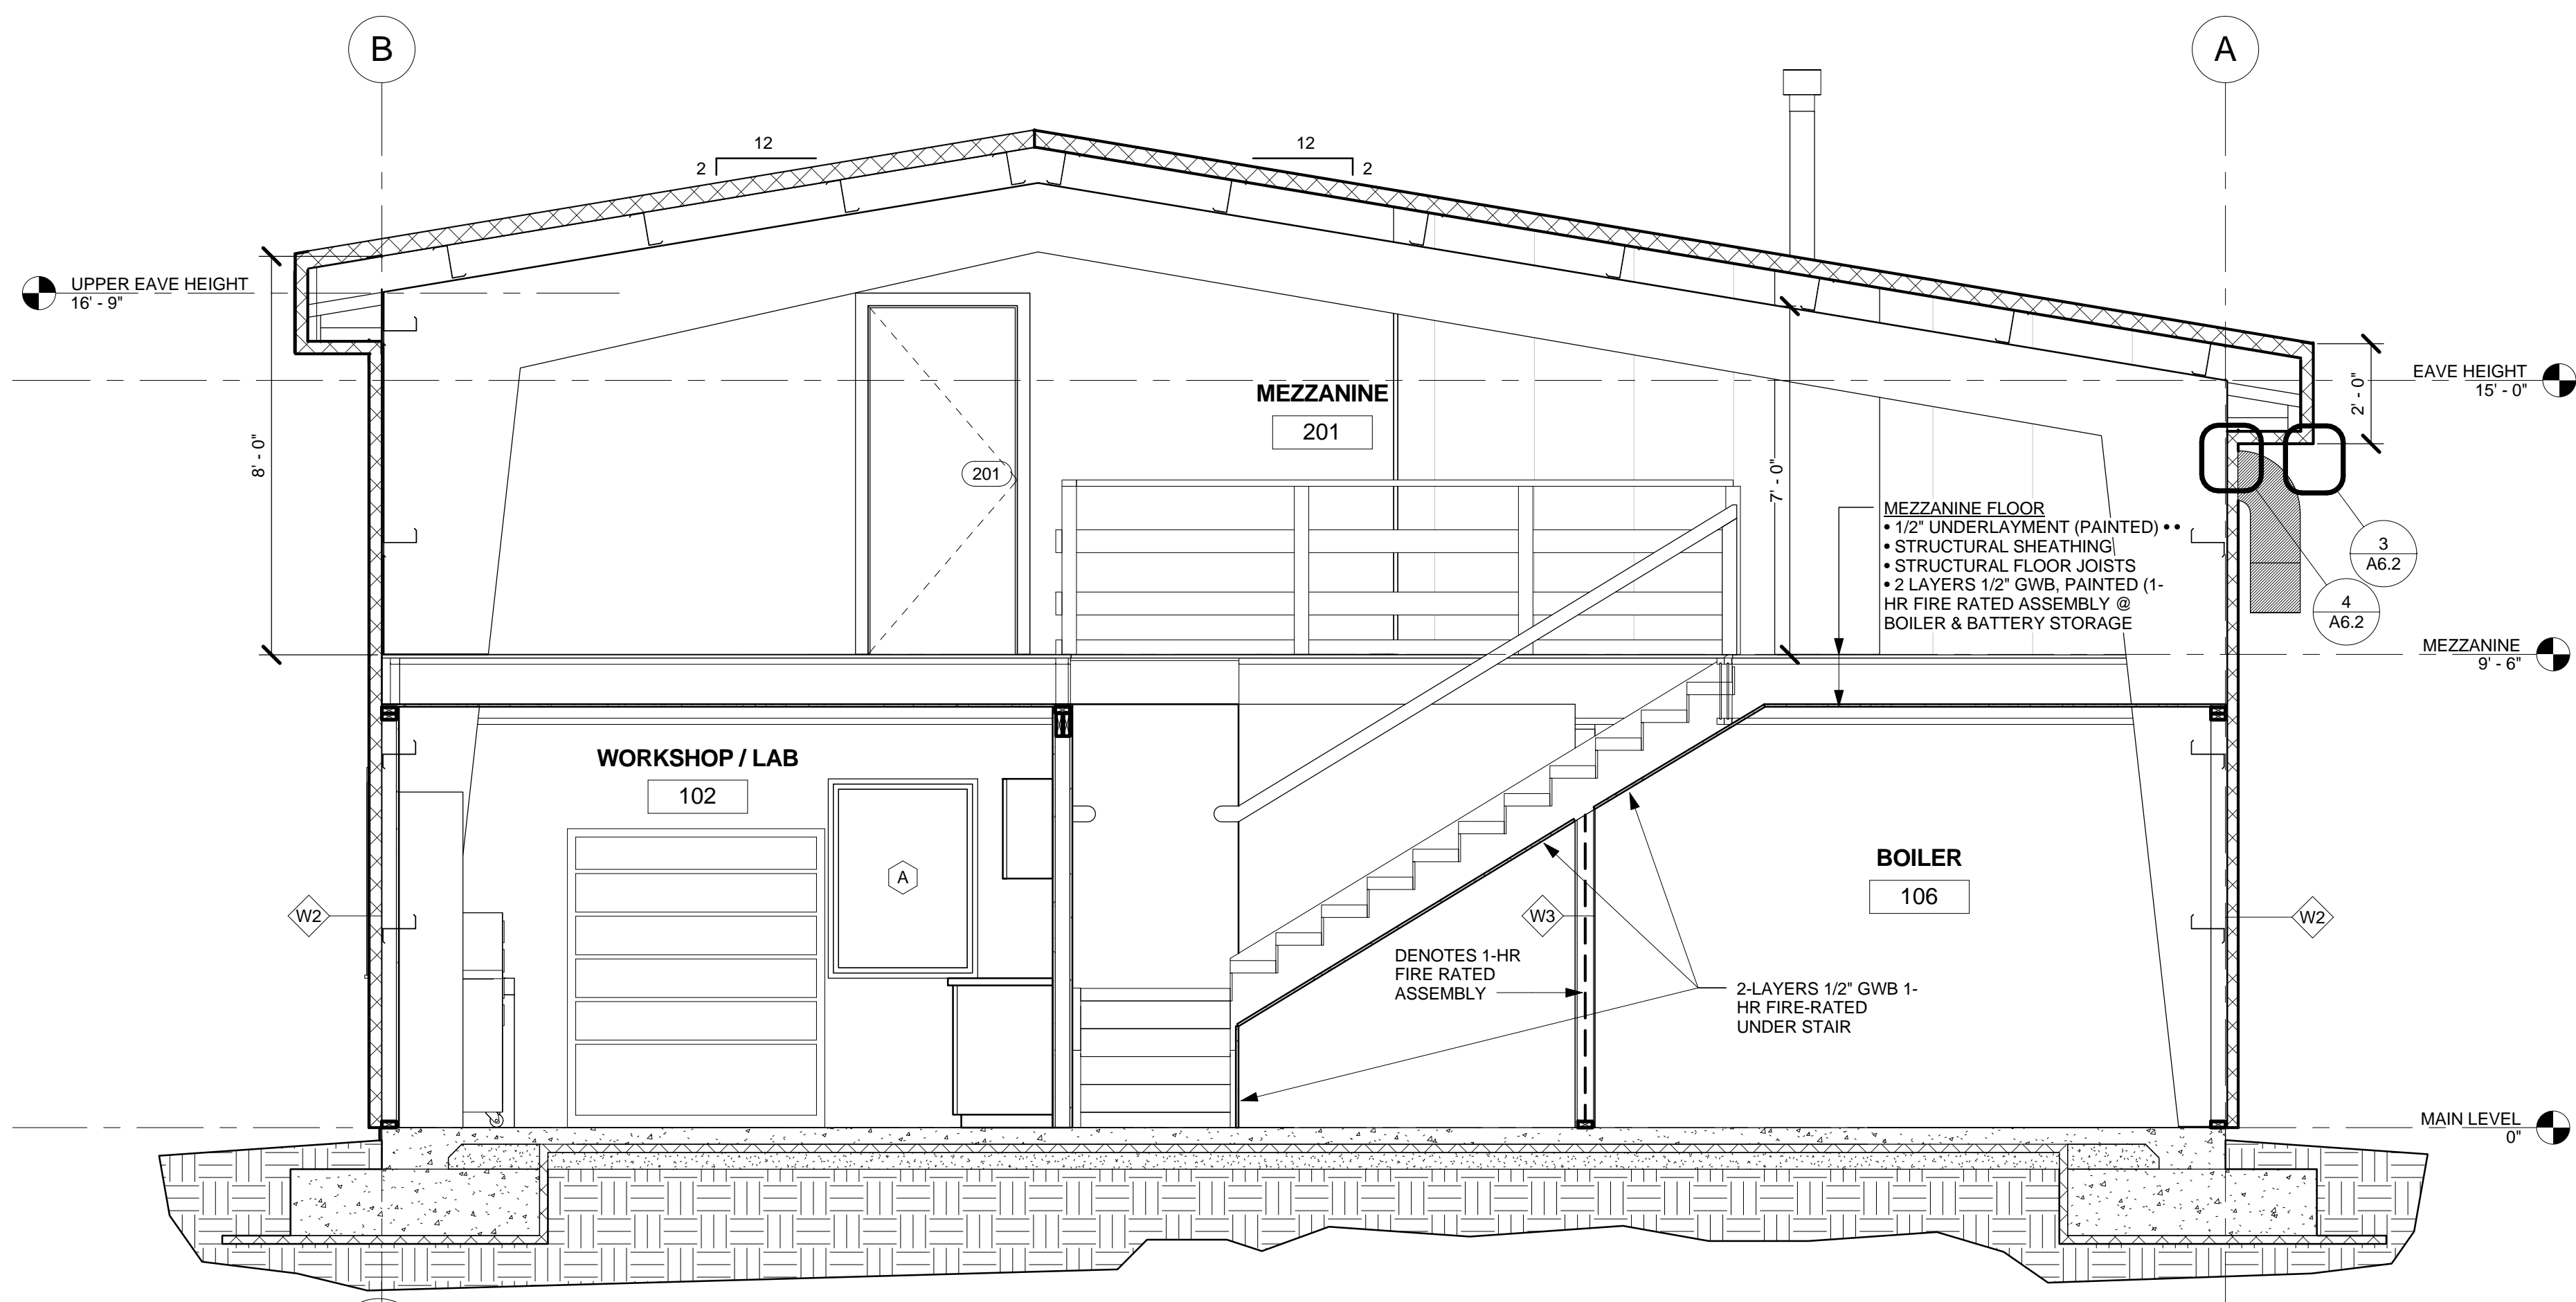 B
A
12
2
12
2
UPPER EAVE HEIGHT
16' - 9"
EAVE HEIGHT
15' - 0"
2' - 0"
8' - 0"
MEZZANINE
201
201
7' - 0"
MEZZANINE FLOOR
• 1/2" UNDERLAYMENT (PAINTED) • •
• STRUCTURAL SHEATHING
• STRUCTURAL FLOOR JOISTS
• 2 LAYERS 1/2" GWB, PAINTED (1-
HR FIRE RATED ASSEMBLY @
BOILER & BATTERY STORAGE
3
A6.2
4
A6.2
MEZZANINE
9' - 6"
WORKSHOP / LAB
102
A
BOILER
106
W2
W3
W2
DENOTES 1-HR
FIRE RATED
ASSEMBLY
2-LAYERS 1/2" GWB 1-
HR FIRE-RATED
UNDER STAIR
MAIN LEVEL
0"